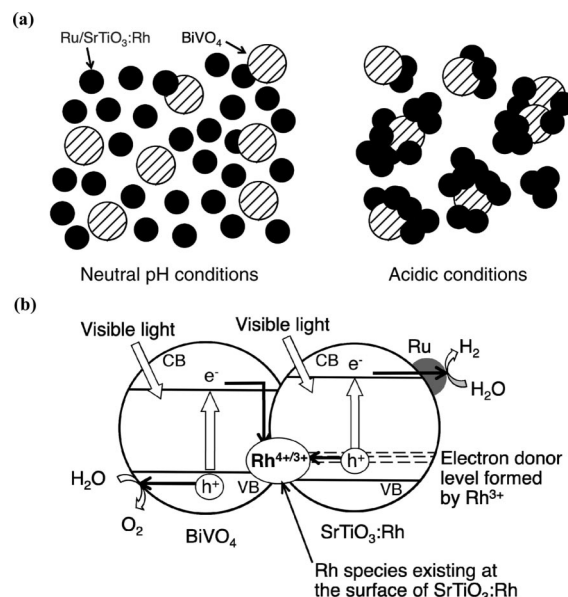 (a)
Ru/SrTiO₃:Rh
BiVO₄
Neutral pH conditions
Acidic conditions
(b)
Visible light
Visible light
CB
e⁻
CB
e⁻
Ru
H₂
H₂O
Rh⁴⁺/³⁺
h⁺
Electron donor
level formed
by Rh³⁺
H₂O
h⁺
VB
VB
O₂
BiVO₄
SrTiO₃:Rh
Rh species existing at
the surface of SrTiO₃:Rh